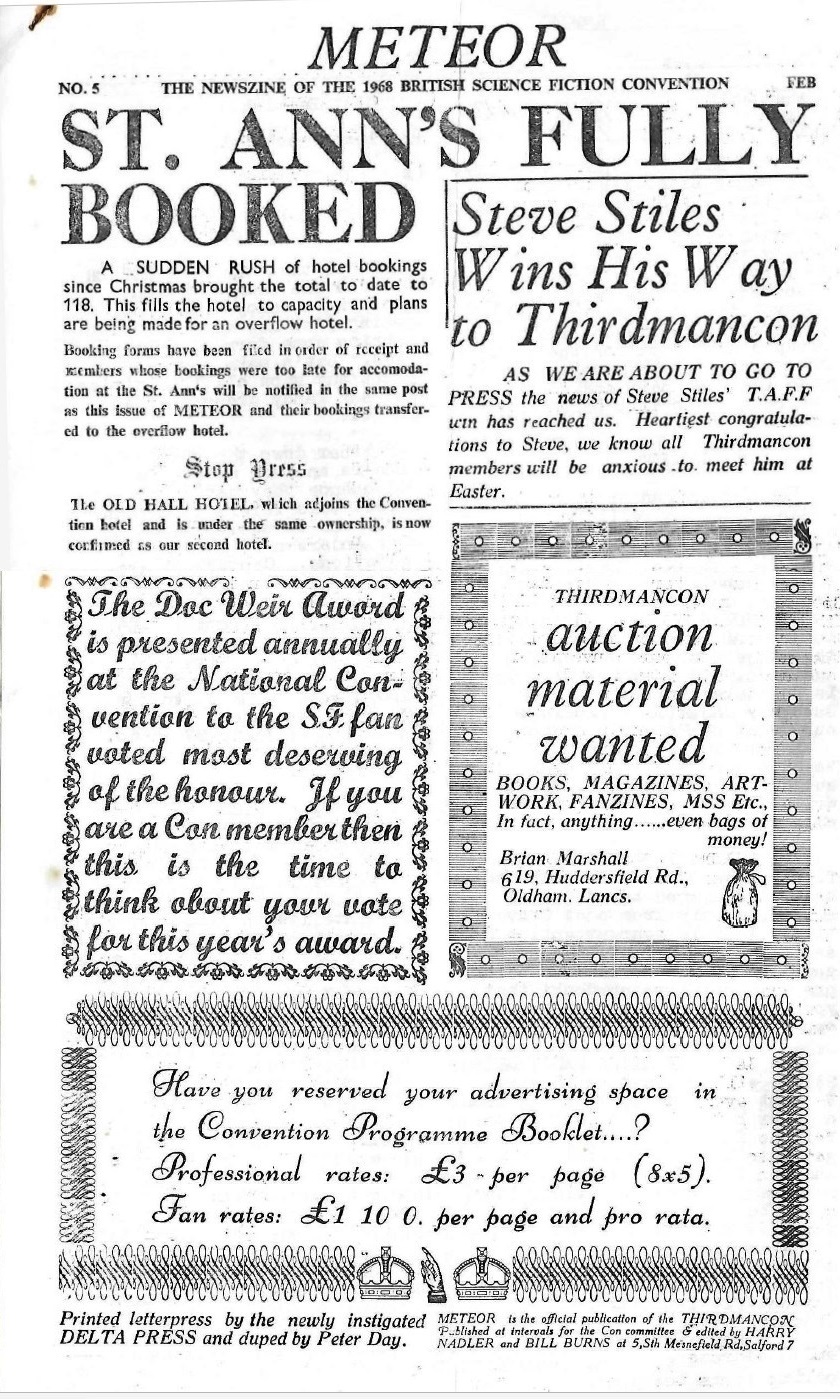 METEOR
NO. 5 THE NEWSZINE OF THE 1968 BRITISH SCIENCE FICTION CONVENTION FEB
ST. ANN'S FULLY
BOOKED
A SUDDEN RUSH of hotel bookings
since Christmas brought the total to date to
118. This fills the hotel to capacity and plans
are being made for an overflow hotel.
Booking forms have been filed in order of receipt and
members whose bookings were too late for accomoda-
tion at the St. Ann's will be notified in the same post
as this issue of METEOR and their bookings transfer-
ed to the overflow hotel.
Stop Press
The OLD HALL HOTEL, which adjoins the Conven-
tion hotel and is under the same ownership, is now
confirmed as our second hotel.
Steve Stiles
Wins His Way
to Thirdmancon
AS WE ARE ABOUT TO GO TO
PRESS the news of Steve Stiles' T.A.F.F
win has reached us. Heartiest congratula-
tions to Steve, we know all Thirdmancon
members will be anxious to meet him at
Easter.
The Doc Weir Award
is presented annually
at the National Con-
vention to the SF fan
voted most deserving
of the honour. If you
are a Con member then
this is the time to
think about your vote
for this year's award.
THIRDMANCON
auction
material
wanted
BOOKS, MAGAZINES, ART-
WORK, FANZINES, MSS Etc.,
In fact, anything......even bags of
money!
Brian Marshall
619, Huddersfield Rd.,
Oldham. Lancs.
Have you reserved your advertising space in
the Convention Programme Booklet....?
Professional rates: £3 - per page (8x5).
Fan rates: £1 10 0. per page and pro rata.
Printed letterpress by the newly instigated
DELTA PRESS and duped by Peter Day.
METEOR is the official publication of the THIRDMANCON
Published at intervals for the Con committee & edited by HARRY
NADLER and BILL BURNS at 5, Sth Mesnefield Rd, Salford 7